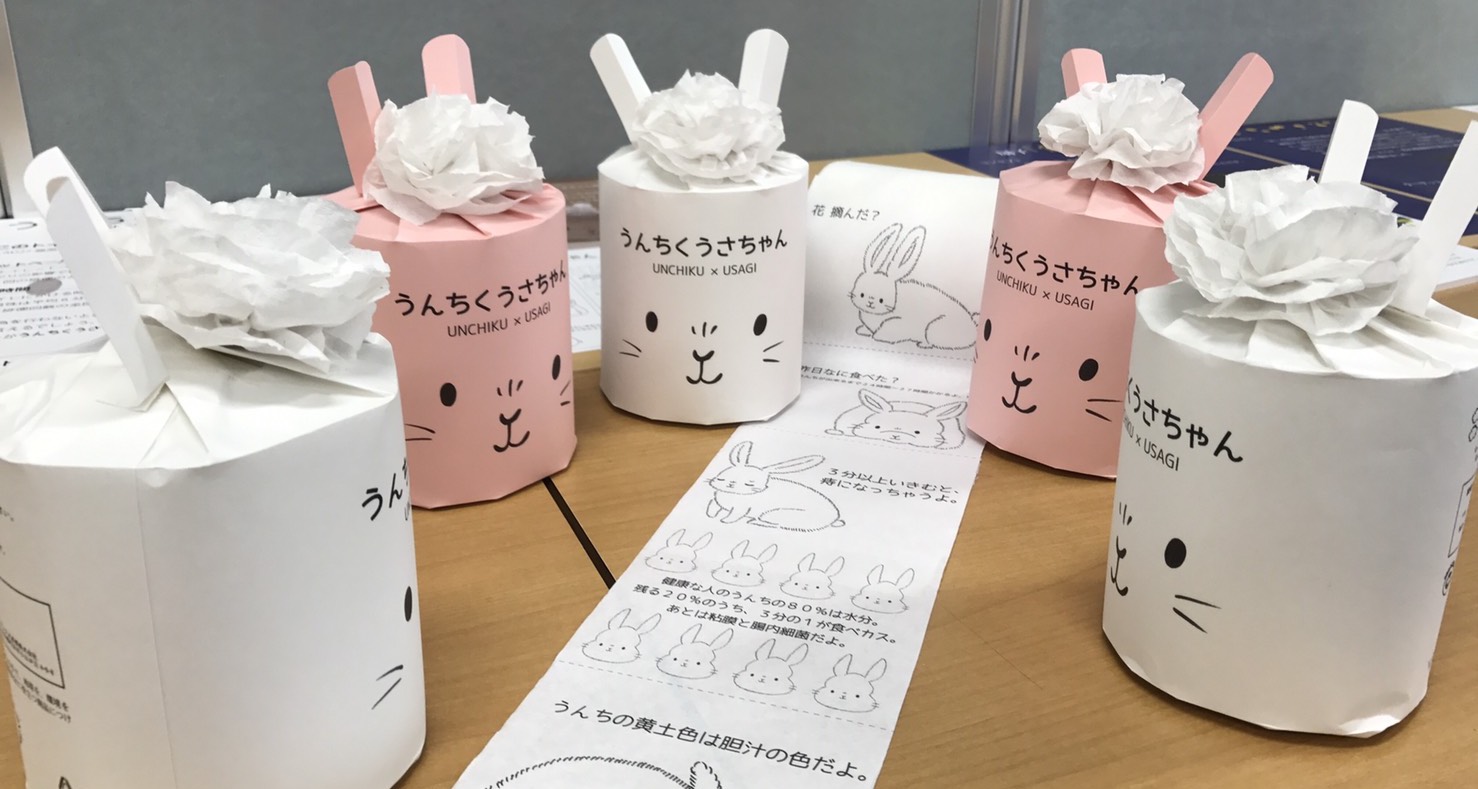 うんちくうさちゃん
UNCHIKU × USAGI
うんちくうさちゃん
UNCHIKU × USAGI
んちくうさちゃん
UNCHIKU × USAGI
くうさちゃん
UNCHIKU × USAGI
うん
花 摘んだ？
昨日なに食べた？
３分以上いきむと、
痔になっちゃうよ。
健康な人のうんちの８０％は水分。
残る２０％のうち、３分の１が食べカス。
あとは粘膜と腸内細菌だよ。
うんちの黄土色は胆汁の色だよ。